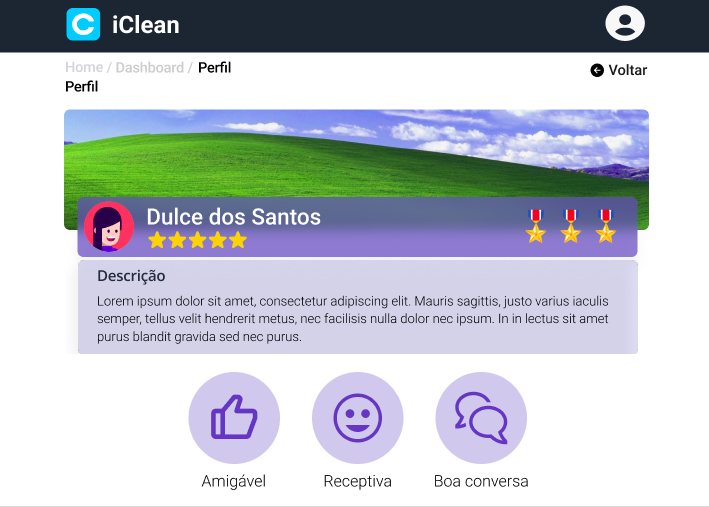 C iClean
Home / Dashboard / Perfil
Voltar
Perfil
Dulce dos Santos
Descrição
Lorem ipsum dolor sit amet, consectetur adipiscing elit. Mauris sagittis, justo varius iaculis
semper, tellus velit hendrerit metus, nec facilisis nulla dolor nec ipsum. In in lectus sit amet
purus blandit gravida sed nec purus.
Amigável
Receptiva
Boa conversa